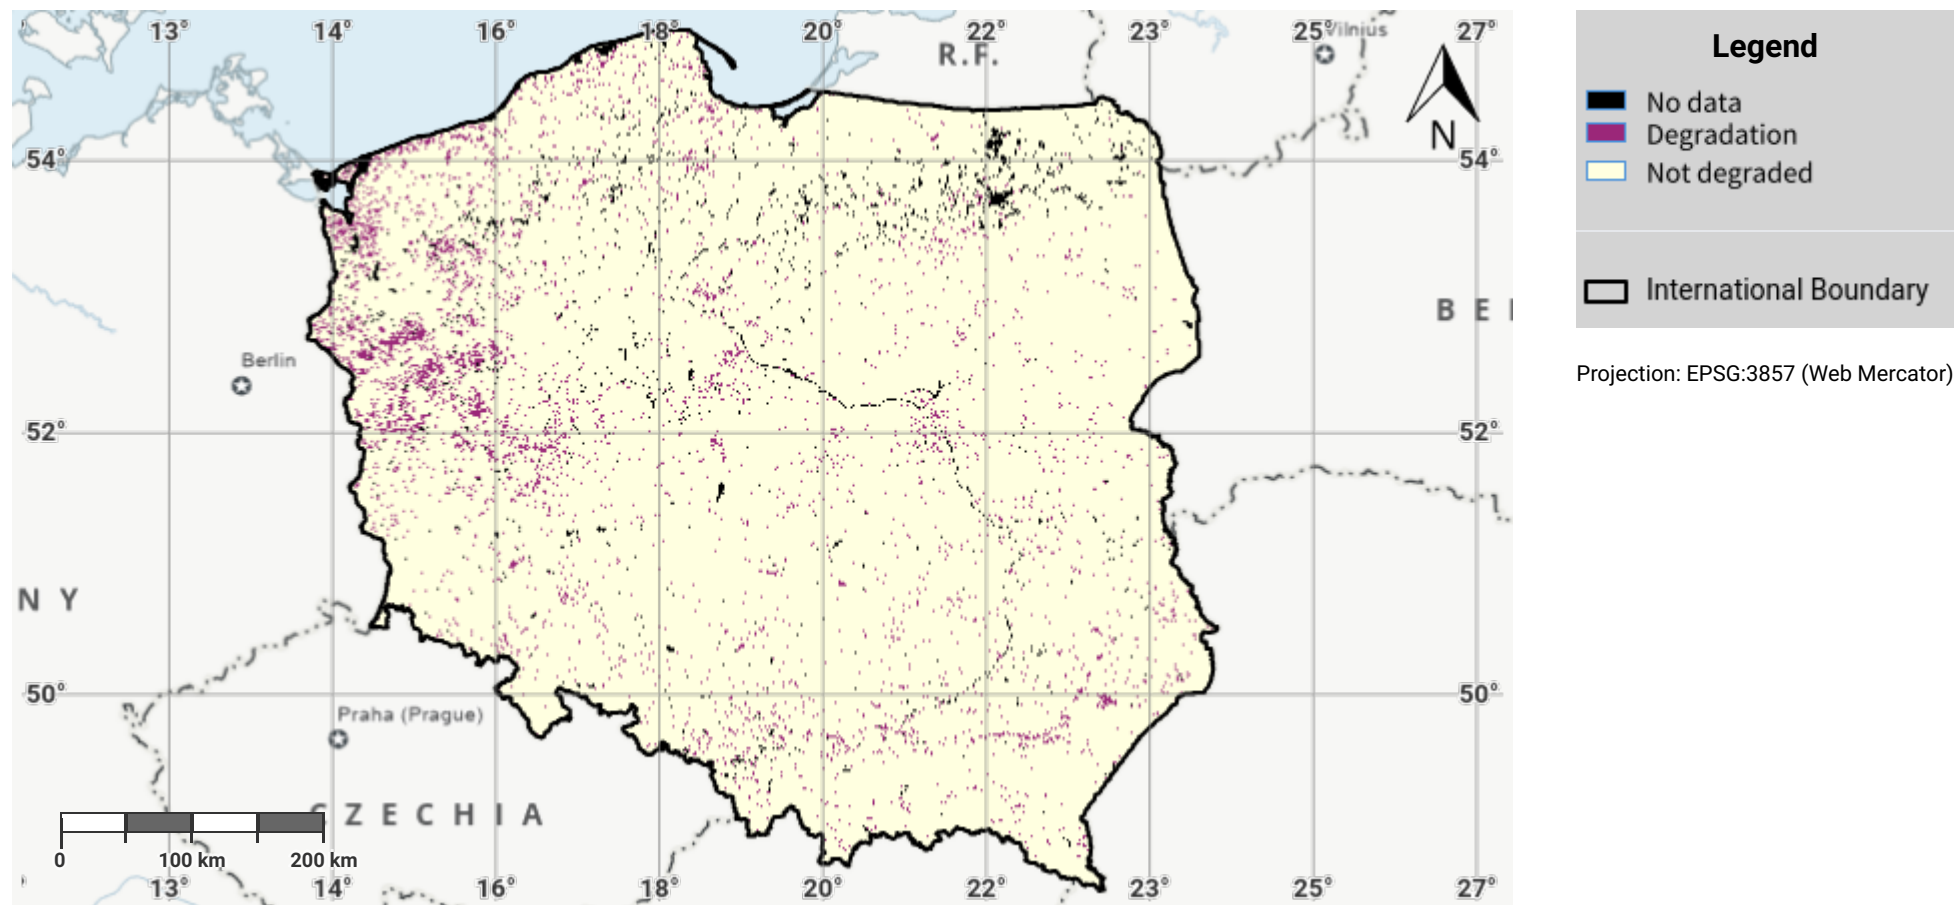 13° 14° 16° 18° 20° 22° 23° 25° 27°
Vilnius
R.F.
N
54° 54°
B E
Berlin
52° 52°
N Y
50° 50°
Praha (Prague)
C Z E C H I A
0 100 km 200 km
13° 14° 16° 18° 20° 22° 23° 25° 27°
Legend
No data
Degradation
Not degraded
International Boundary
Projection: EPSG:3857 (Web Mercator)